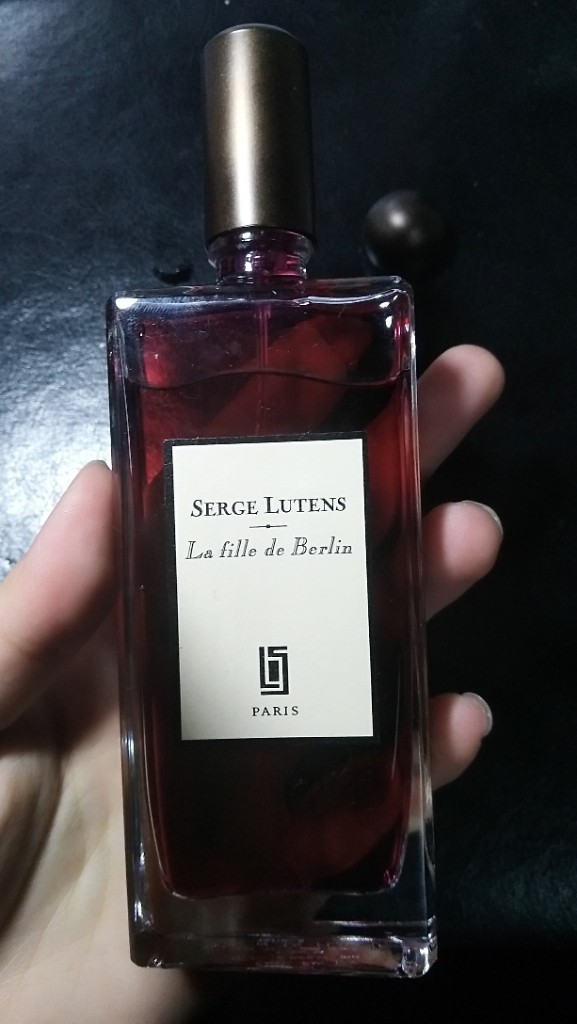 SERGE LUTENS
La fille de Berlin
PARIS